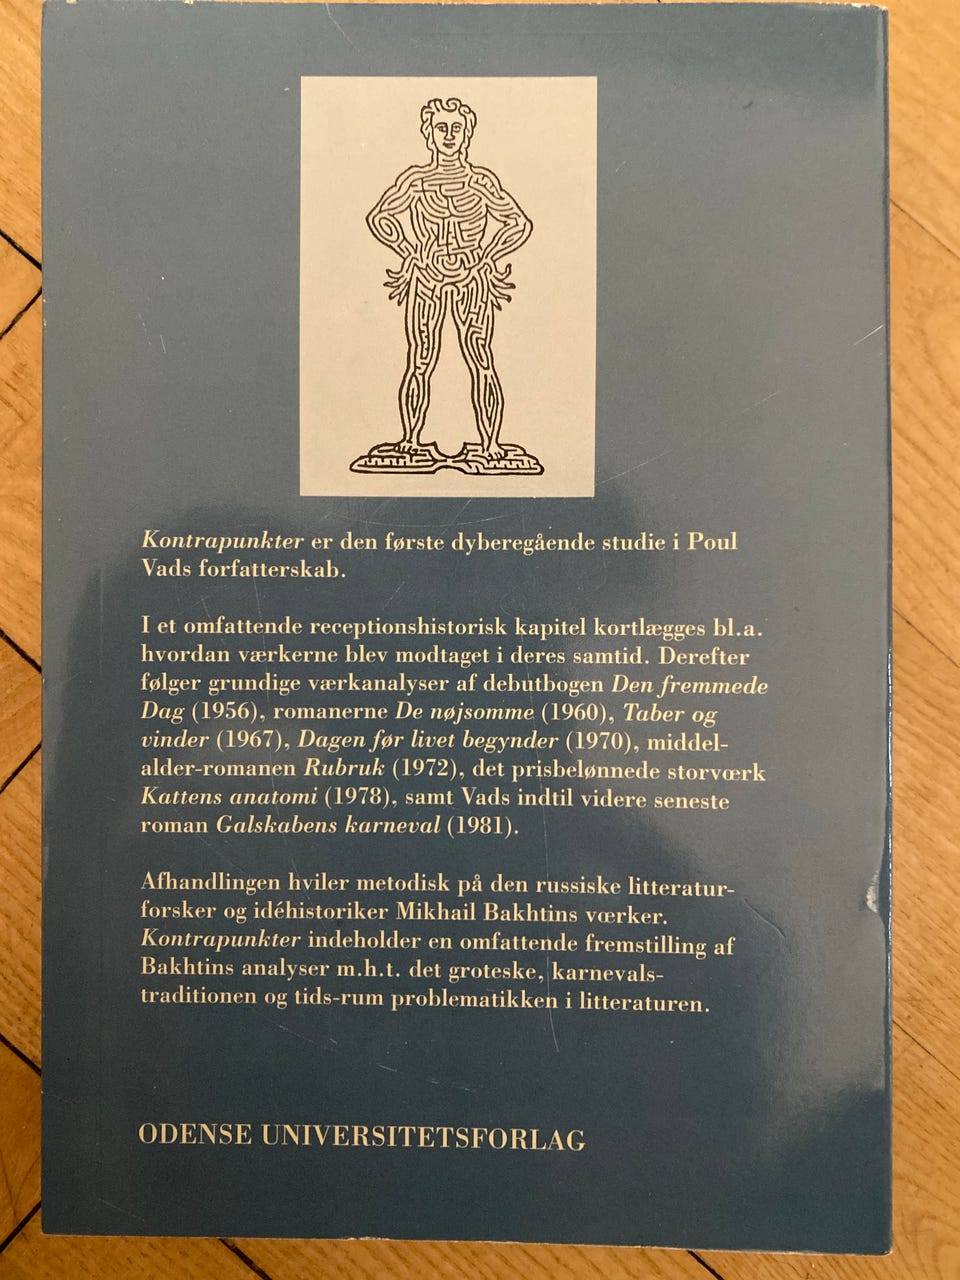 Kontrapunkter er den første dyberegående studie i Poul
Vads forfatterskab.
I et omfattende receptionshistorisk kapitel kortlægges bl.a.
hvordan værkerne blev modtaget i deres samtid. Derefter
følger grundige værkanalyser af debutbogen Den fremmede
Dag (1956), romanerne De nøjsomme (1960), Taber og
vinder (1967), Dagen før livet begynder (1970), middel-
alder-romanen Rubruk (1972), det prisbelønnede storværk
Kattens anatomi (1978), samt Vads indtil videre seneste
roman Galskabens karneval (1981).
Afhandlingen hviler metodisk på den russiske litteratur-
forsker og idéhistoriker Mikhail Bakhtins værker.
Kontrapunkter indeholder en omfattende fremstilling af
Bakhtins analyser m.h.t. det groteske, karnevals-
traditionen og tids-rum problematikken i litteraturen.
ODENSE UNIVERSITETSFORLAG